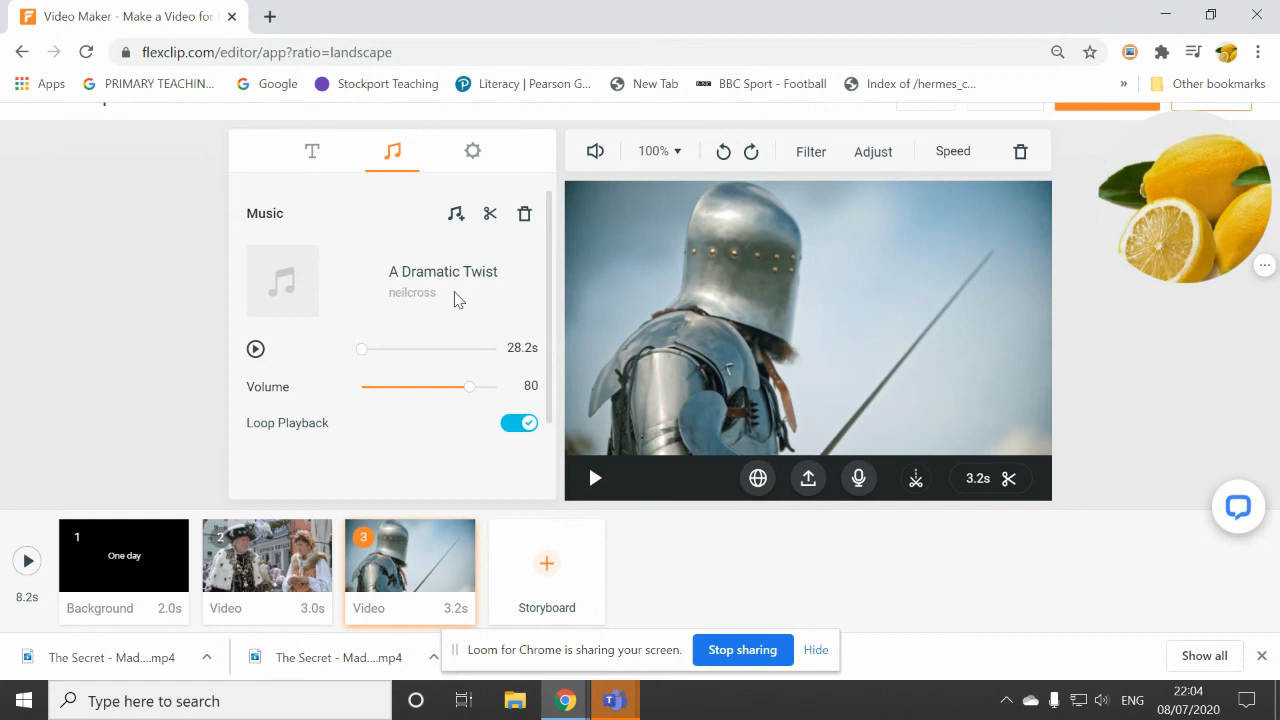 Video Maker - Make a Video for
flexclip.com/editor/app?ratio=landscape
Apps
PRIMARY TEACHIN...
Google
Stockport Teaching
Literacy | Pearson G...
New Tab
BBC Sport - Football
Index of /hermes_c...
»
Other bookmarks
T
100%
Filter
Adjust
Speed
Music
A Dramatic Twist
neilcross
28.2s
Volume
80
Loop Playback
3.2s
1
One day
Background 2.0s
2
Video 3.0s
3
Video 3.2s
Storyboard
8.2s
The Secret - Mad....mp4
The Secret - Mad....mp4
Loom for Chrome is sharing your screen.
Stop sharing
Hide
Show all
Type here to search
ENG
22:04
08/07/2020